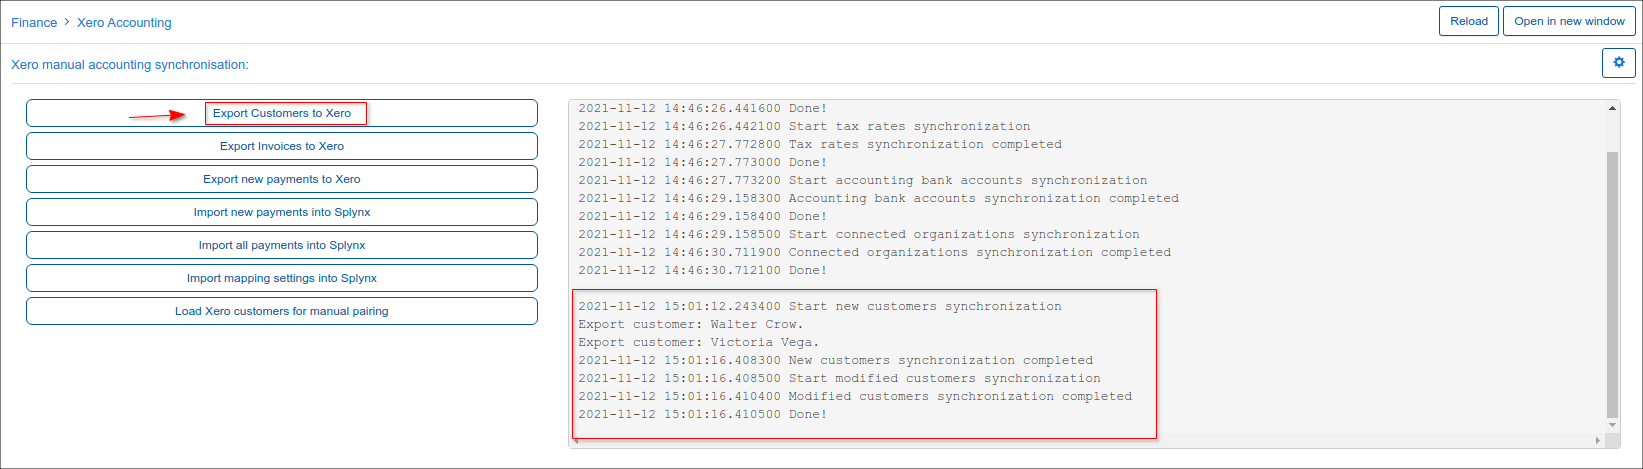 Finance > Xero Accounting
Reload
Open in new window
Xero manual accounting synchronisation:
Export Customers to Xero
Export Invoices to Xero
Export new payments to Xero
Import new payments into Splynx
Import all payments into Splynx
Import mapping settings into Splynx
Load Xero customers for manual pairing
2021-11-12 14:46:26.441600 Done!
2021-11-12 14:46:26.442100 Start tax rates synchronization
2021-11-12 14:46:27.772800 Tax rates synchronization completed
2021-11-12 14:46:27.773000 Done!
2021-11-12 14:46:27.773200 Start accounting bank accounts synchronization
2021-11-12 14:46:29.158300 Accounting bank accounts synchronization completed
2021-11-12 14:46:29.158400 Done!
2021-11-12 14:46:29.158500 Start connected organizations synchronization
2021-11-12 14:46:30.711900 Connected organizations synchronization completed
2021-11-12 14:46:30.712100 Done!
2021-11-12 15:01:12.243400 Start new customers synchronization
Export customer: Walter Crow.
Export customer: Victoria Vega.
2021-11-12 15:01:16.408300 New customers synchronization completed
2021-11-12 15:01:16.408500 Start modified customers synchronization
2021-11-12 15:01:16.410400 Modified customers synchronization completed
2021-11-12 15:01:16.410500 Done!